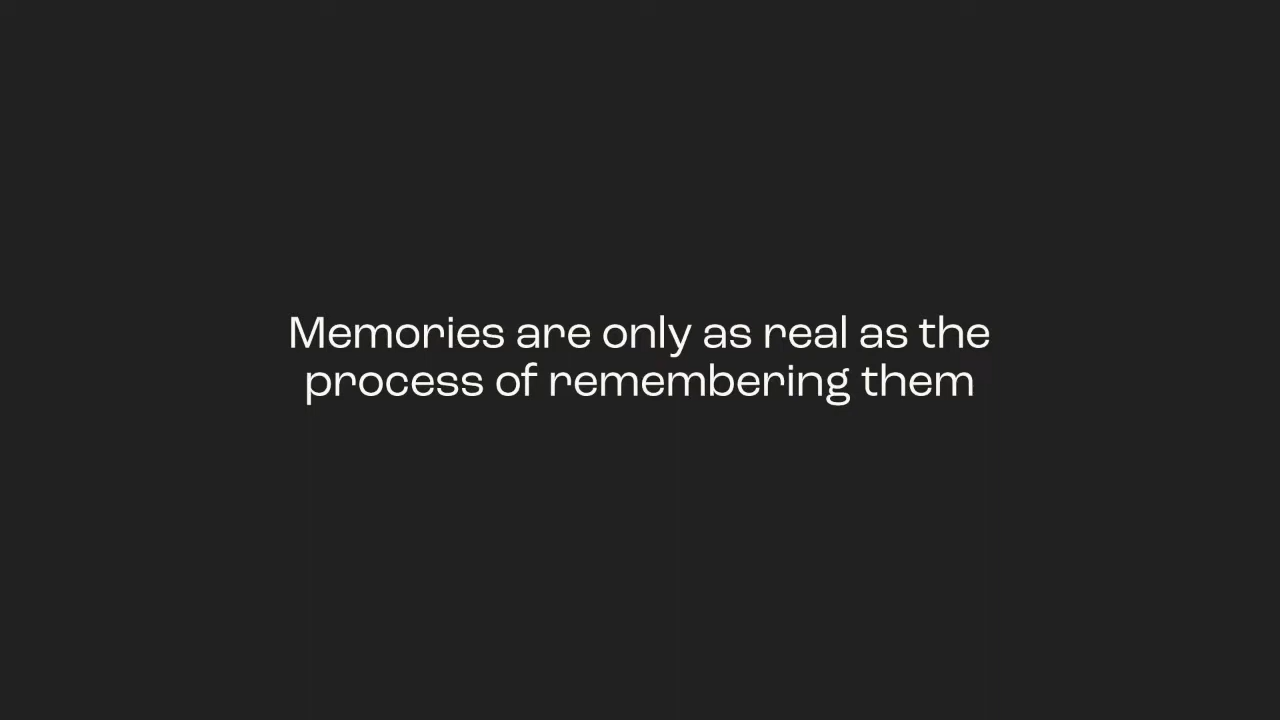 Memories are only as real as the
process of remembering them